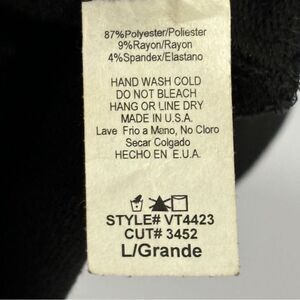 87%Polyester/Poliester
9%Rayon/Rayon
4%Spandex/Elastano
HAND WASH COLD
DO NOT BLEACH
HANG OR LINE DRY
MADE IN U.S.A.
Lave Frio a Mano, No Cloro
Secar Colgado
HECHO EN E.U.A.
STYLE# VT4423
CUT# 3452
L/Grande